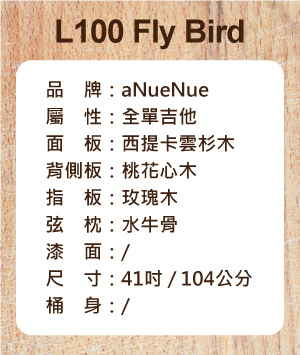 L100 Fly Bird
品　牌：aNueNue
屬　性：全單吉他
面　板：西提卡雲杉木
背側板：桃花心木
指　板：玫瑰木
弦　枕：水牛骨
漆　面：/
尺　寸：41吋 / 104公分
桶　身：/